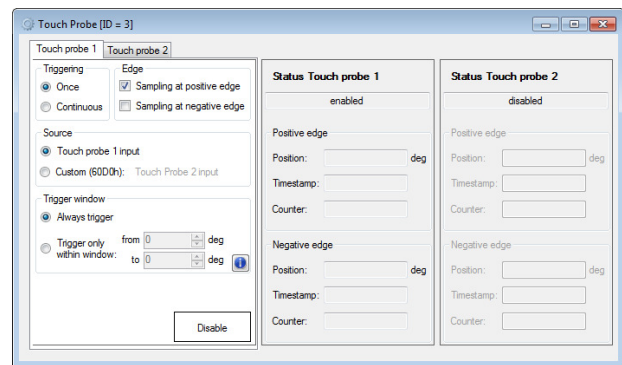 Touch Probe [ID = 3]
Touch probe 1 Touch probe 2
Triggering
Once
Continuous
Edge
Sampling at positive edge
Sampling at negative edge
Source
Touch probe 1 input
Custom (60D0h): Touch Probe 2 input
Trigger window
Always trigger
Trigger only
within window:
from 0 deg
to 0 deg
Disable
Status Touch probe 1
enabled
Positive edge
Position: deg
Timestamp:
Counter:
Negative edge
Position: deg
Timestamp:
Counter:
Status Touch probe 2
disabled
Positive edge
Position: deg
Timestamp:
Counter:
Negative edge
Position: deg
Timestamp:
Counter: